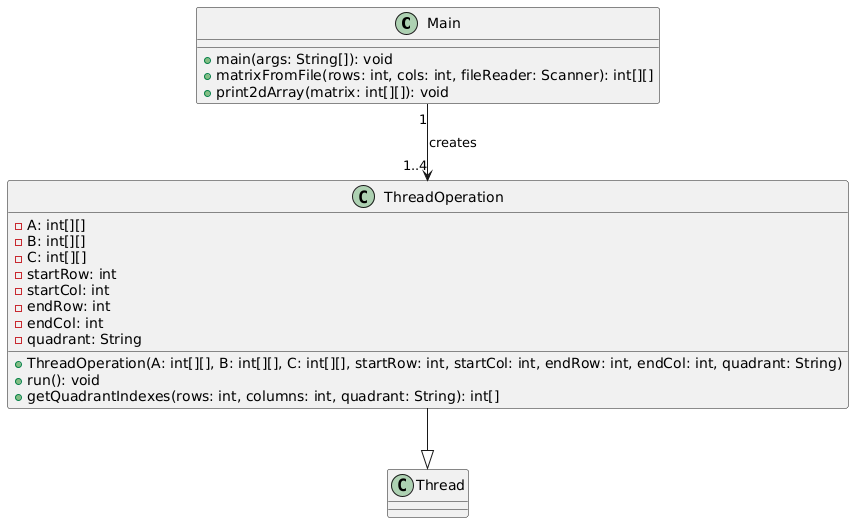 C Main
main(args: String[]): void
matrixFromFile(rows: int, cols: int, fileReader: Scanner): int[][]
print2dArray(matrix: int[][]): void
1
creates
1..4
C ThreadOperation
A: int[][]
B: int[][]
C: int[][]
startRow: int
startCol: int
endRow: int
endCol: int
quadrant: String
ThreadOperation(A: int[][], B: int[][], C: int[][], startRow: int, startCol: int, endRow: int, endCol: int, quadrant: String)
run(): void
getQuadrantIndexes(rows: int, columns: int, quadrant: String): int[]
C Thread